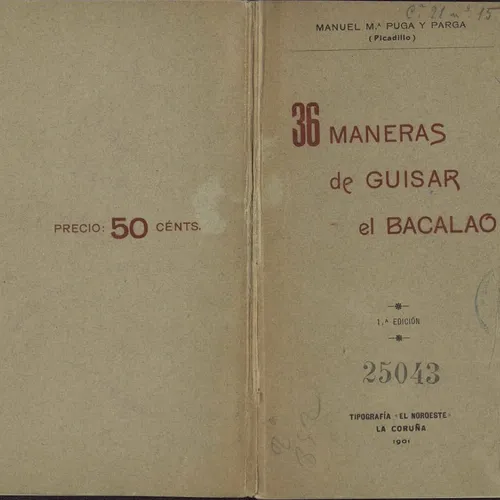 PRECIO: 50 CÉNTS.
MANUEL M.ª PUGA Y PARGA
(Picadillo)
36 MANERAS
de GUISAR
el BACALAO
1.ª EDICIÓN
25043
TIPOGRAFÍA «EL NOROESTE»
LA CORUÑA
1901